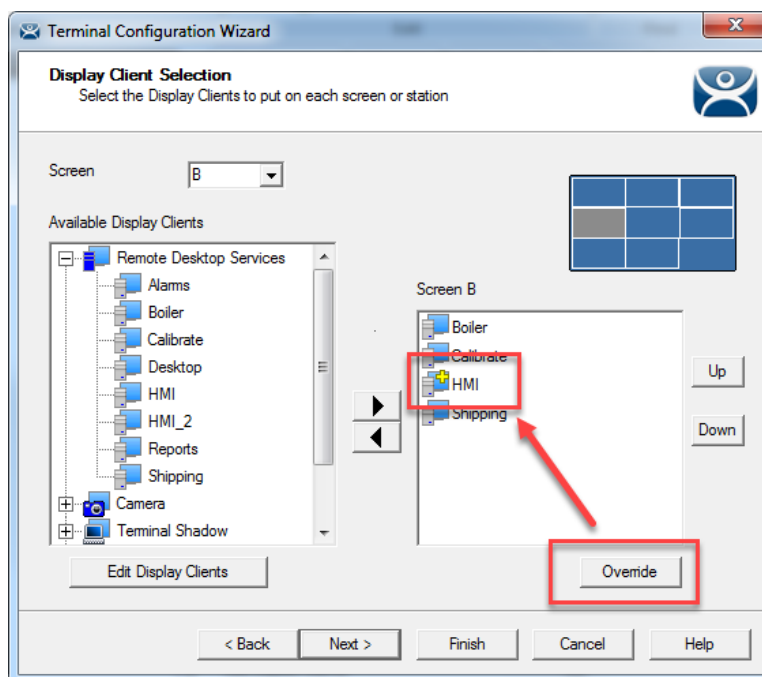 Terminal Configuration Wizard
Display Client Selection
Select the Display Clients to put on each screen or station
Screen
B
Available Display Clients
Remote Desktop Services
Alarms
Boiler
Calibrate
Desktop
HMI
HMI_2
Reports
Shipping
Camera
Terminal Shadow
Edit Display Clients
Screen B
Boiler
Calibrate
HMI
Shipping
Up
Down
Override
< Back
Next >
Finish
Cancel
Help